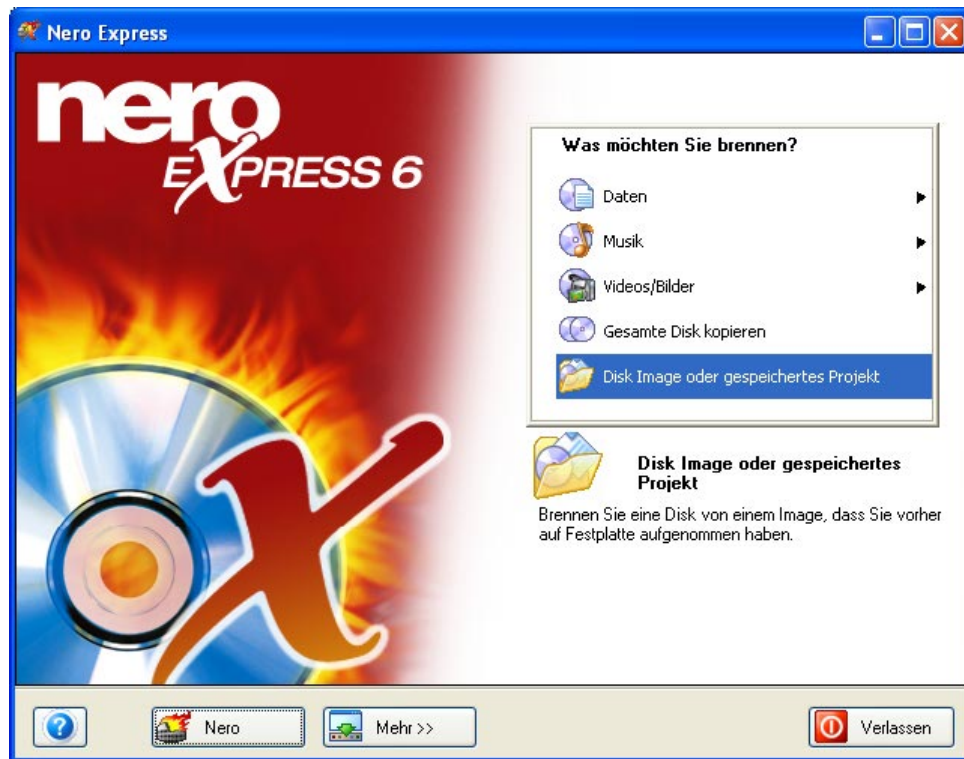 Nero Express
nero
EXPRESS 6
Was möchten Sie brennen?
Daten
Musik
Videos/Bilder
Gesamte Disk kopieren
Disk Image oder gespeichertes Projekt
Disk Image oder gespeichertes
Projekt
Brennen Sie eine Disk von einem Image, dass Sie vorher
auf Festplatte aufgenommen haben.
Nero
Mehr >>
Verlassen